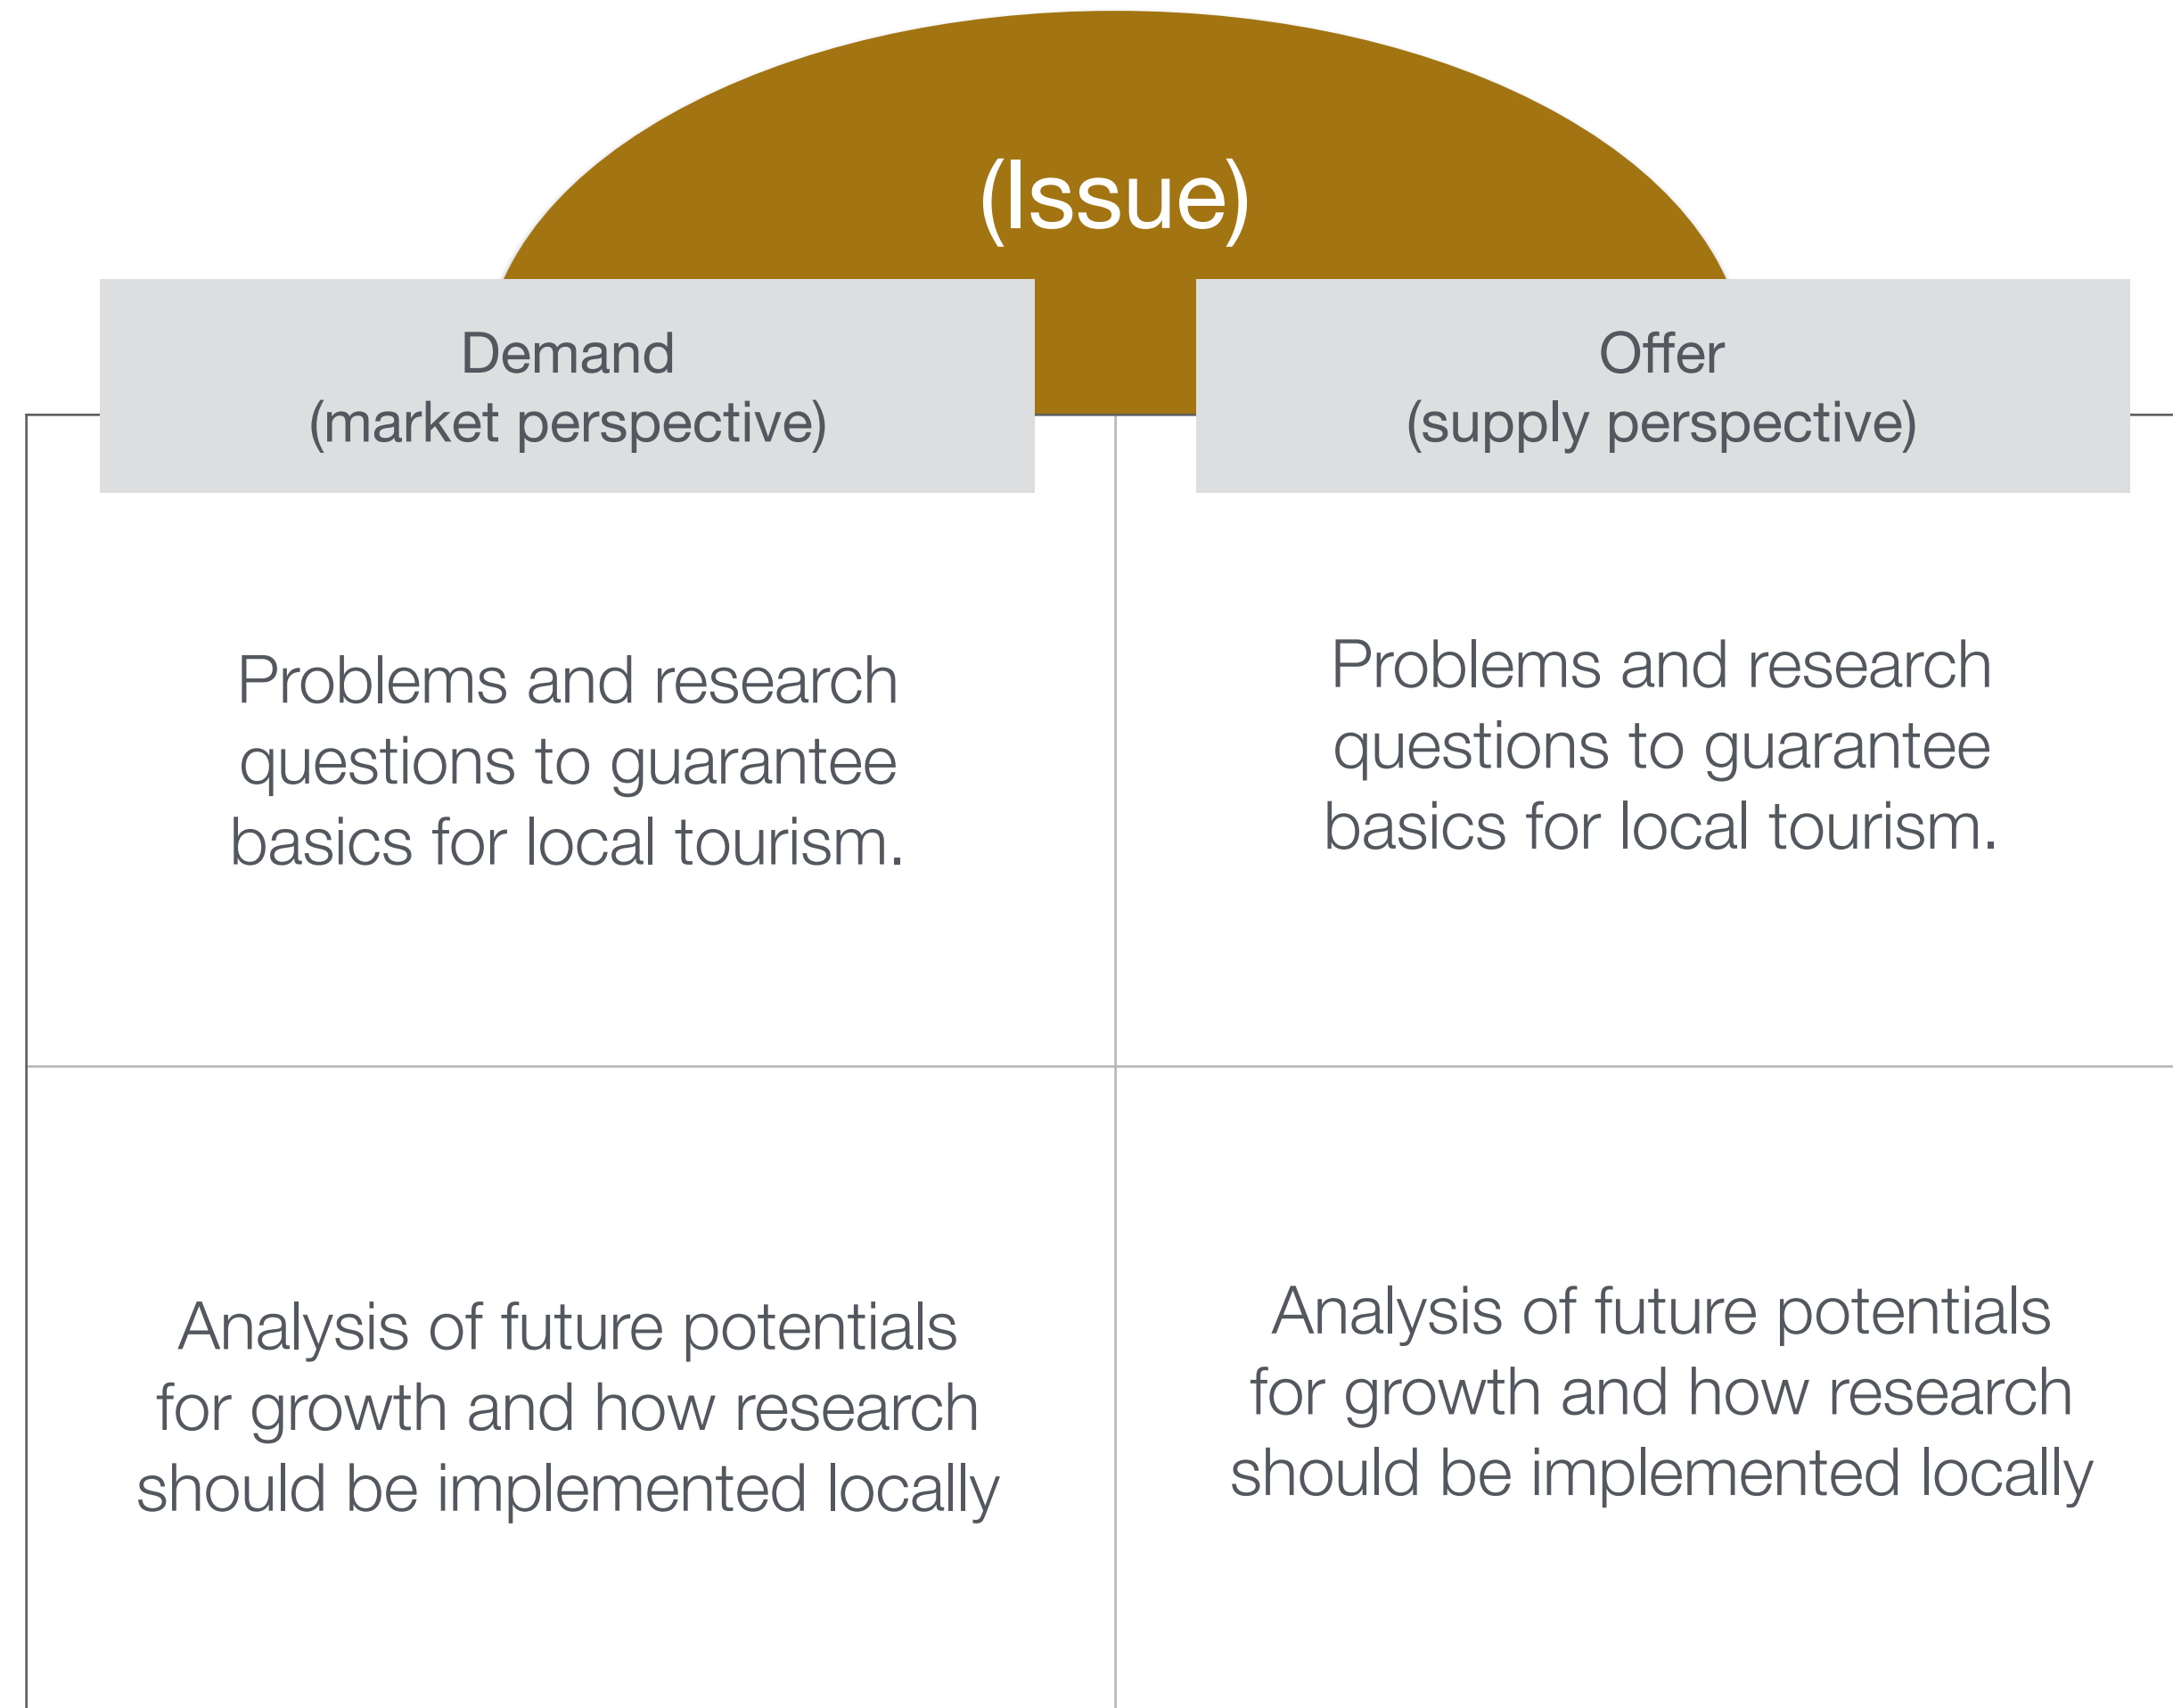 (Issue)
Demand
(market perspective)
Offer
(supply perspective)
Problems and research
questions to gurantee
basics for local tourism.
Problems and research
questions to guarantee
basics for local tourism.
Analysis of future potentials
for growth and how research
should be implemented locally
Analysis of future potentials
for growth and how research
should be implemented locally